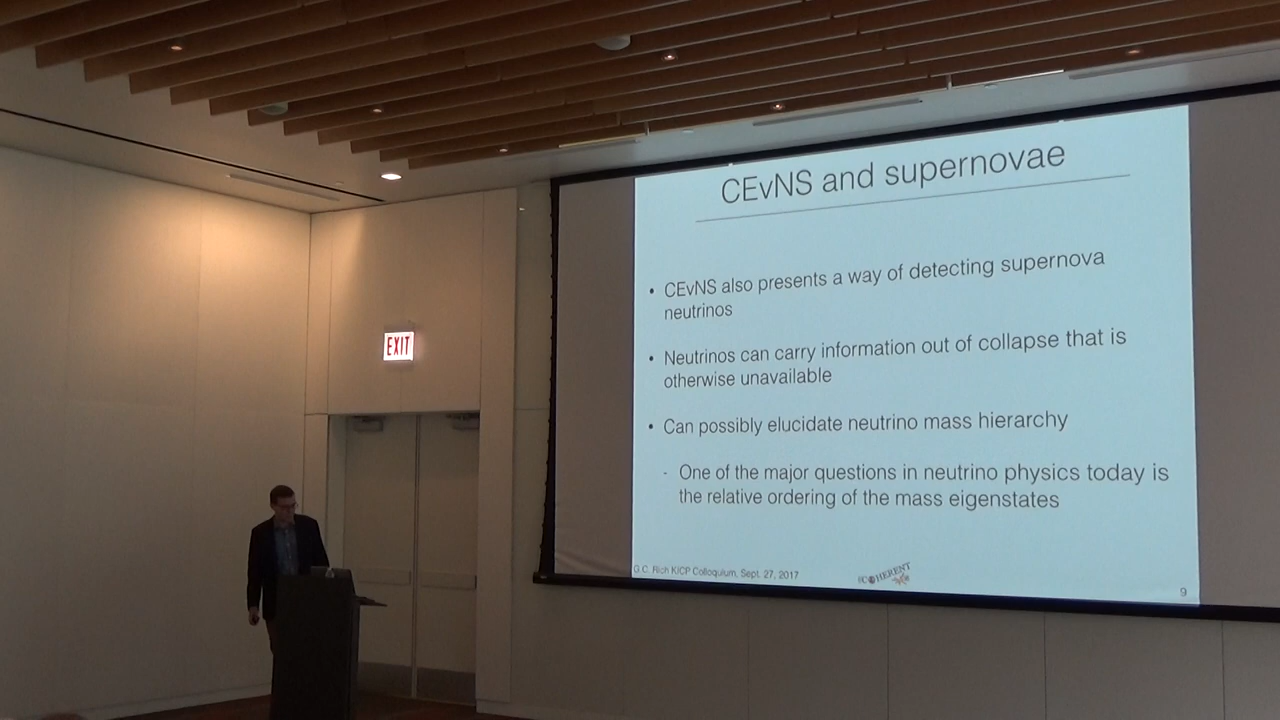 CEvNS and supernovae
• CEvNS also presents a way of detecting supernova
neutrinos
• Neutrinos can carry information out of collapse that is
otherwise unavailable
• Can possibly elucidate neutrino mass hierarchy
- One of the major questions in neutrino physics today is
the relative ordering of the mass eigenstates
G.C. Rich KICP Colloquium, Sept. 27, 2017
COHERENT
9
EXIT